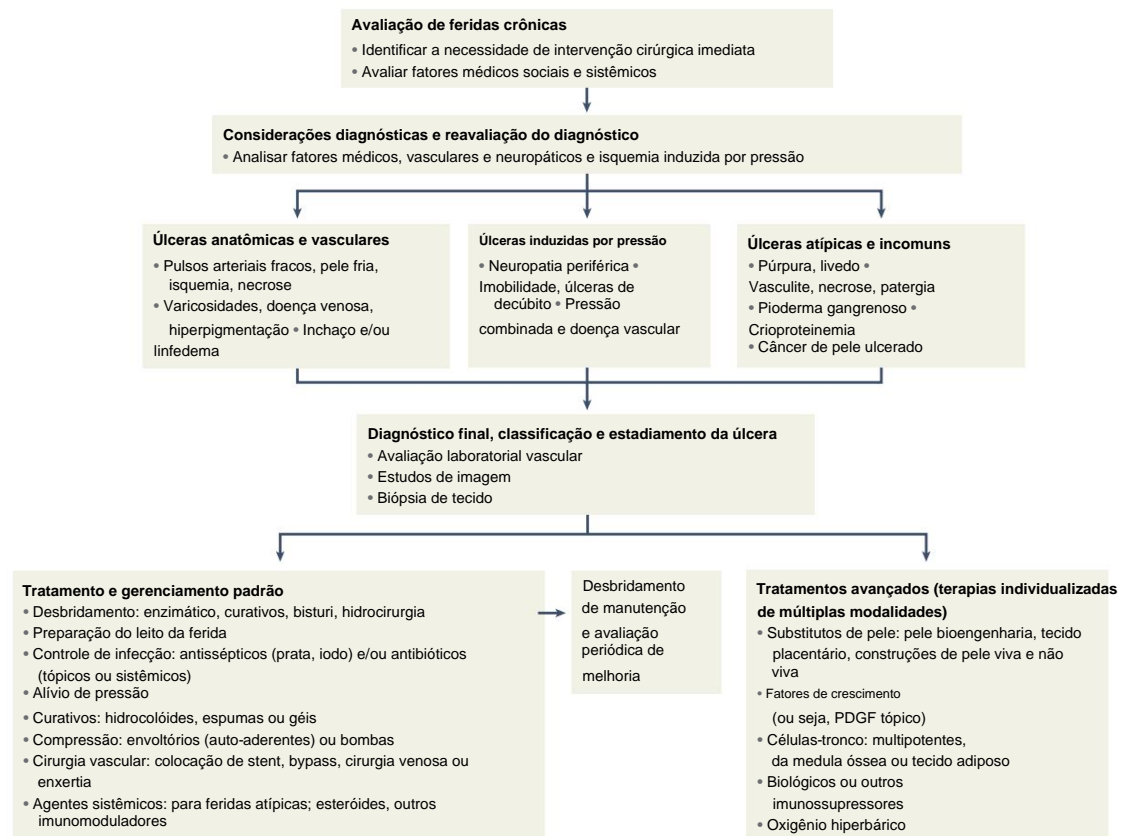 Avaliação de feridas crônicas
• Identificar a necessidade de intervenção cirúrgica imediata
• Avaliar fatores médicos sociais e sistêmicos
Considerações diagnósticas e reavaliação do diagnóstico
• Analisar fatores médicos, vasculares e neuropáticos e isquemia induzida por pressão
Úlceras anatômicas e vasculares
• Pulsos arteriais fracos, pele fria,
isquemia, necrose
• Varicosidades, doença venosa,
hiperpigmentação • Inchaço e/ou
linfedema
Úlceras induzidas por pressão
• Neuropatia periférica •
Imobilidade, úlceras de
decúbito • Pressão
combinada e doença vascular
Úlceras atípicas e incomuns
• Púrpura, livedo •
Vasculite, necrose, patergia
• Pioderma gangrenoso •
Crioproteinemia
• Câncer de pele ulcerado
Diagnóstico final, classificação e estadiamento da úlcera
• Avaliação laboratorial vascular
• Estudos de imagem
• Biópsia de tecido
Tratamento e gerenciamento padrão
• Desbridamento: enzimático, curativos, bisturi, hidrocirurgia
• Preparação do leito da ferida
• Controle de infecção: antissépticos (prata, iodo) e/ou antibióticos
(tópicos ou sistêmicos)
• Alívio de pressão
• Curativos: hidrocolóides, espumas ou géis
• Compressão: envoltórios (auto-aderentes) ou bombas
• Cirurgia vascular: colocação de stent, bypass, cirurgia venosa ou
enxertia
• Agentes sistêmicos: para feridas atípicas; esteróides, outros
imunomoduladores
Desbridamento
de manutenção
e avaliação
periódica de
melhoria
Tratamentos avançados (terapias individualizadas
de múltiplas modalidades)
• Substitutos de pele: pele bioengenharia, tecido
placentário, construções de pele viva e não
viva
• Fatores de crescimento
(ou seja, PDGF tópico)
• Células-tronco: multipotentes,
da medula óssea ou tecido adiposo
• Biológicos ou outros
imunossupressores
• Oxigênio hiperbárico